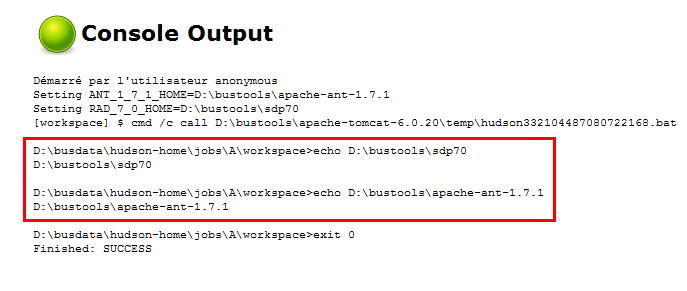 Console Output
Démarré par l'utilisateur anonymous
Setting ANT_1_7_1_HOME=D:\bustools\apache-ant-1.7.1
Setting RAD_7_0_HOME=D:\bustools\sdp70
[workspace] $ cmd /c call D:\bustools\apache-tomcat-6.0.20\temp\hudson332104487080722168.bat
D:\busdata\hudson-home\jobs\A\workspace>echo D:\bustools\sdp70
D:\bustools\sdp70
D:\busdata\hudson-home\jobs\A\workspace>echo D:\bustools\apache-ant-1.7.1
D:\bustools\apache-ant-1.7.1
D:\busdata\hudson-home\jobs\A\workspace>exit 0
Finished: SUCCESS